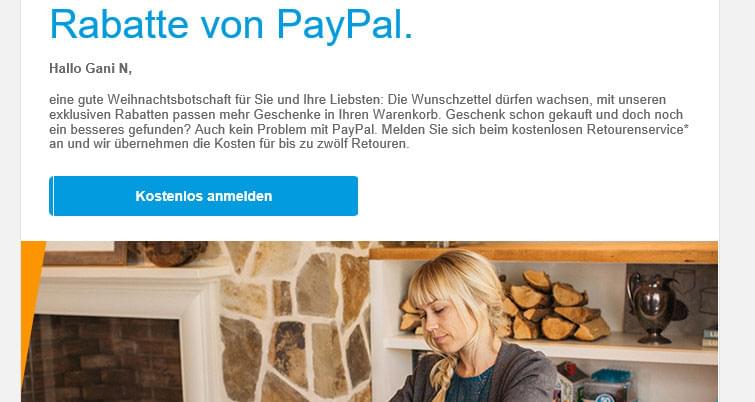 Rabatte von PayPal.
Hallo Gani N,
eine gute Weihnachtsbotschaft für Sie und Ihre Liebsten: Die Wunschzettel dürfen wachsen, mit unseren
exklusiven Rabatten passen mehr Geschenke in Ihren Warenkorb. Geschenk schon gekauft und doch noch
ein besseres gefunden? Auch kein Problem mit PayPal. Melden Sie sich beim kostenlosen Retourenservice*
an und wir übernehmen die Kosten für bis zu zwölf Retouren.
Kostenlos anmelden